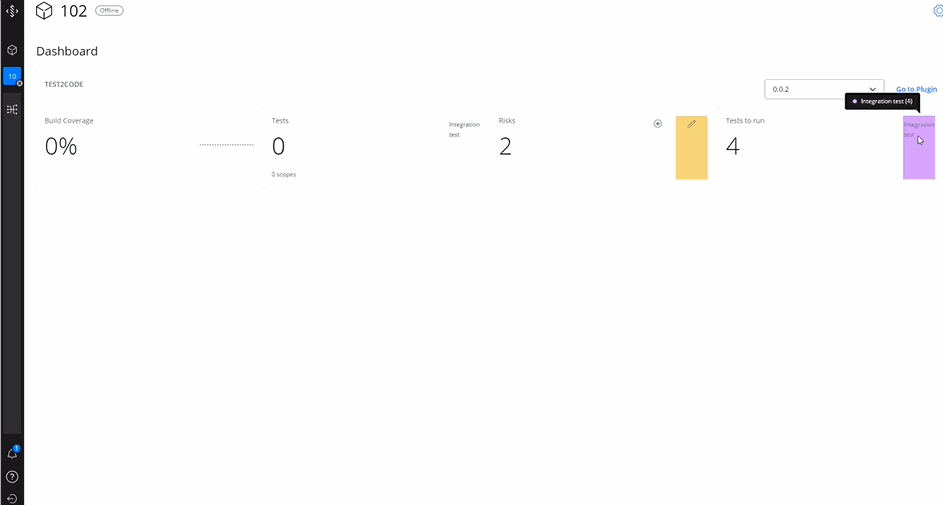 102 Offline
10
Dashboard
TEST2CODE
0.0.2
Go to Plugin
Integration test (4)
Build Coverage
0%
Tests
0
0 scopes
Integration
test
Risks
2
Tests to run
4
Integration
test
1